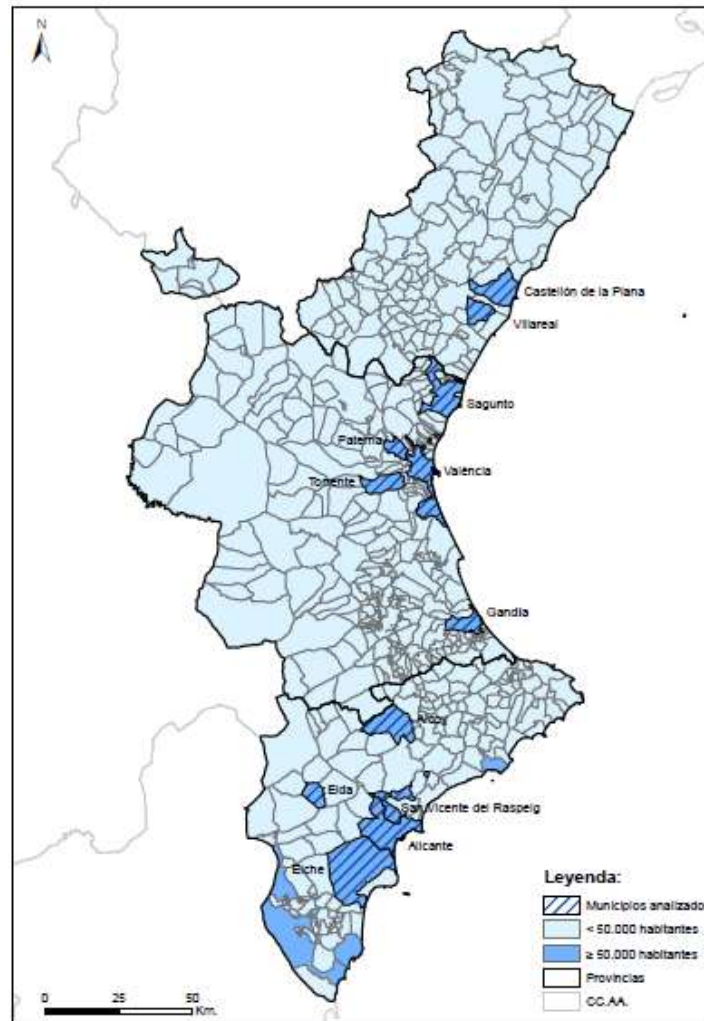 N
Castellón de la Plana
Villareal
Sagunto
Paterna
València
Torrente
Gandia
Alcoy
Elda
San Vicente del Raspeig
Alicante
Elche
Leyenda:
Municipios analizado
< 50.000 habitantes
≥ 50.000 habitantes
Provincias
CC.AA.
0 25 50
Km.